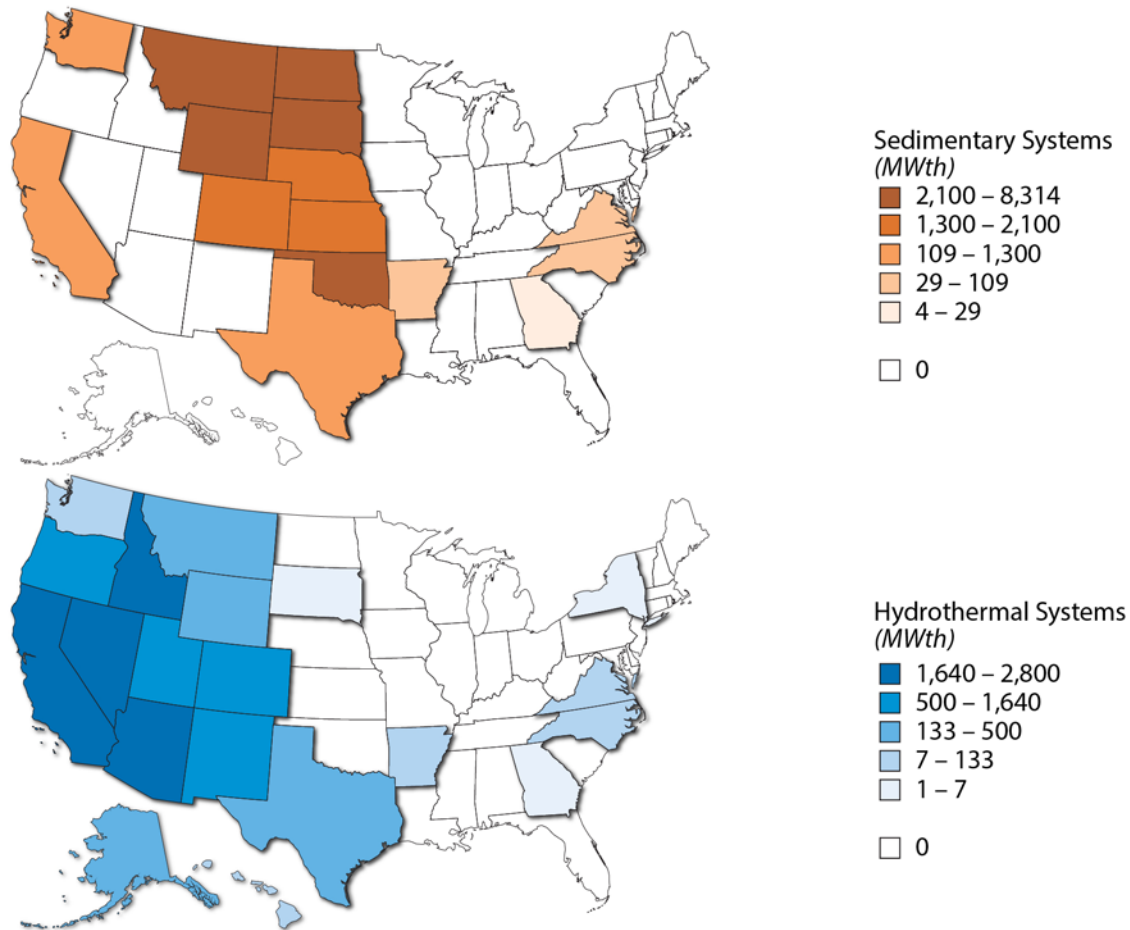 Sedimentary Systems
(MWth)
2,100 – 8,314
1,300 – 2,100
109 – 1,300
29 – 109
4 – 29
0
Hydrothermal Systems
(MWth)
1,640 – 2,800
500 – 1,640
133 – 500
7 – 133
1 – 7
0